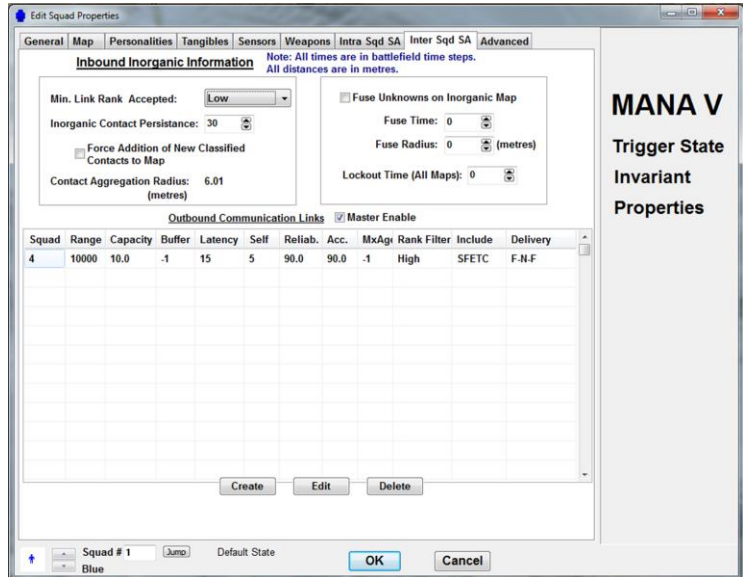 Edit Squad Properties
General Map Personalities Tangibles Sensors Weapons Intra Sqd SA Inter Sqd SA Advanced
Inbound Inorganic Information
Note: All times are in battlefield time steps.
All distances are in metres.
Min. Link Rank Accepted: Low
Inorganic Contact Persistance: 30
Force Addition of New Classified
Contacts to Map
Contact Aggregation Radius: 6.01
(metres)
Fuse Unknowns on Inorganic Map
Fuse Time: 0
Fuse Radius: 0 (metres)
Lockout Time (All Maps): 0
MANA V
Trigger State
Invariant
Properties
Outbound Communication Links Master Enable
Squad Range Capacity Buffer Latency Self Reliab. Acc. MxAge Rank Filter Include Delivery
4 10000 10.0 -1 15 5 90.0 90.0 -1 High SFETC F-N-F
Create Edit Delete
Squad # 1 Jump Default State
Blue
OK Cancel